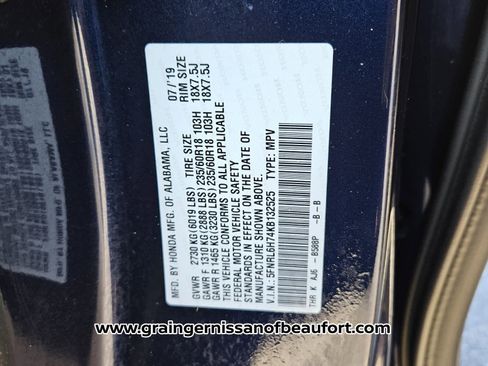 MFD. BY HONDA MFG. OF ALABAMA, LLC 07/'19
TIRE SIZE RIM SIZE
GVWR 2730 KG (6019 LBS)
GAWR F 1310 KG (2888 LBS) 235/60R18 103H 18X7.5J
GAWR R 1465 KG (3230 LBS) 235/60R18 103H 18X7.5J
THIS VEHICLE CONFORMS TO ALL APPLICABLE
FEDERAL MOTOR VEHICLE SAFETY
STANDARDS IN EFFECT ON THE DATE OF
MANUFACTURE SHOWN ABOVE.
V.I.N.: 5FNRL6H74KB132525 TYPE: MPV
THR K AJ6 - B588P -B -B
www.graingernissanofbeaufort.com